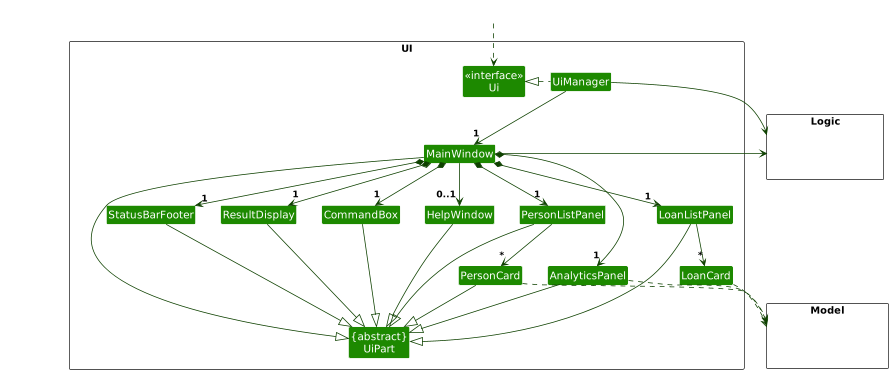 UI
«interface»
Ui
UiManager
1
Logic
MainWindow
1
1
1
0..1
1
1
StatusBarFooter
ResultDisplay
CommandBox
HelpWindow
PersonListPanel
LoanListPanel
*
1
*
PersonCard
AnalyticsPanel
LoanCard
Model
{abstract}
UiPart